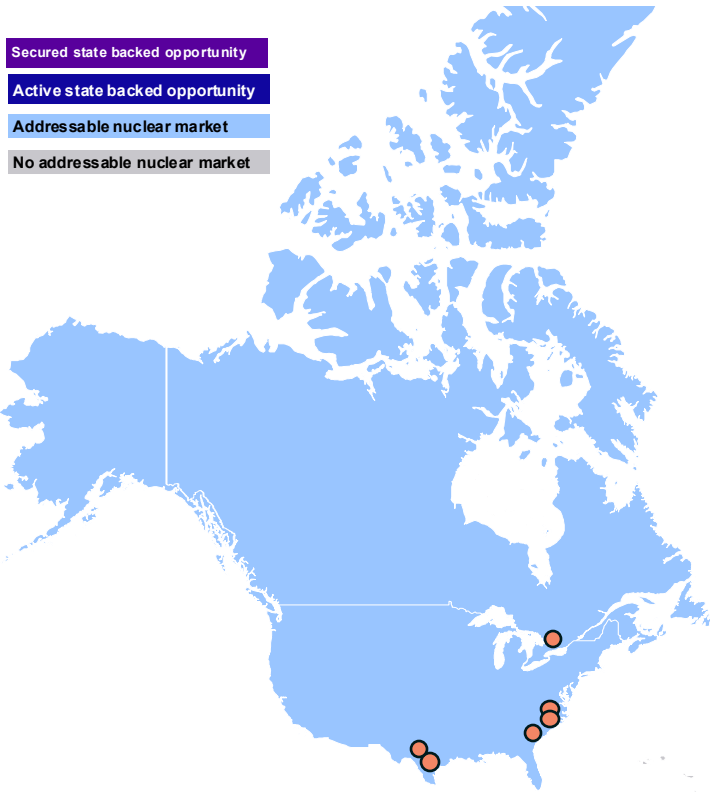 Secured state backed opportunity
Active state backed opportunity
Addressable nuclear market
No addressable nuclear market